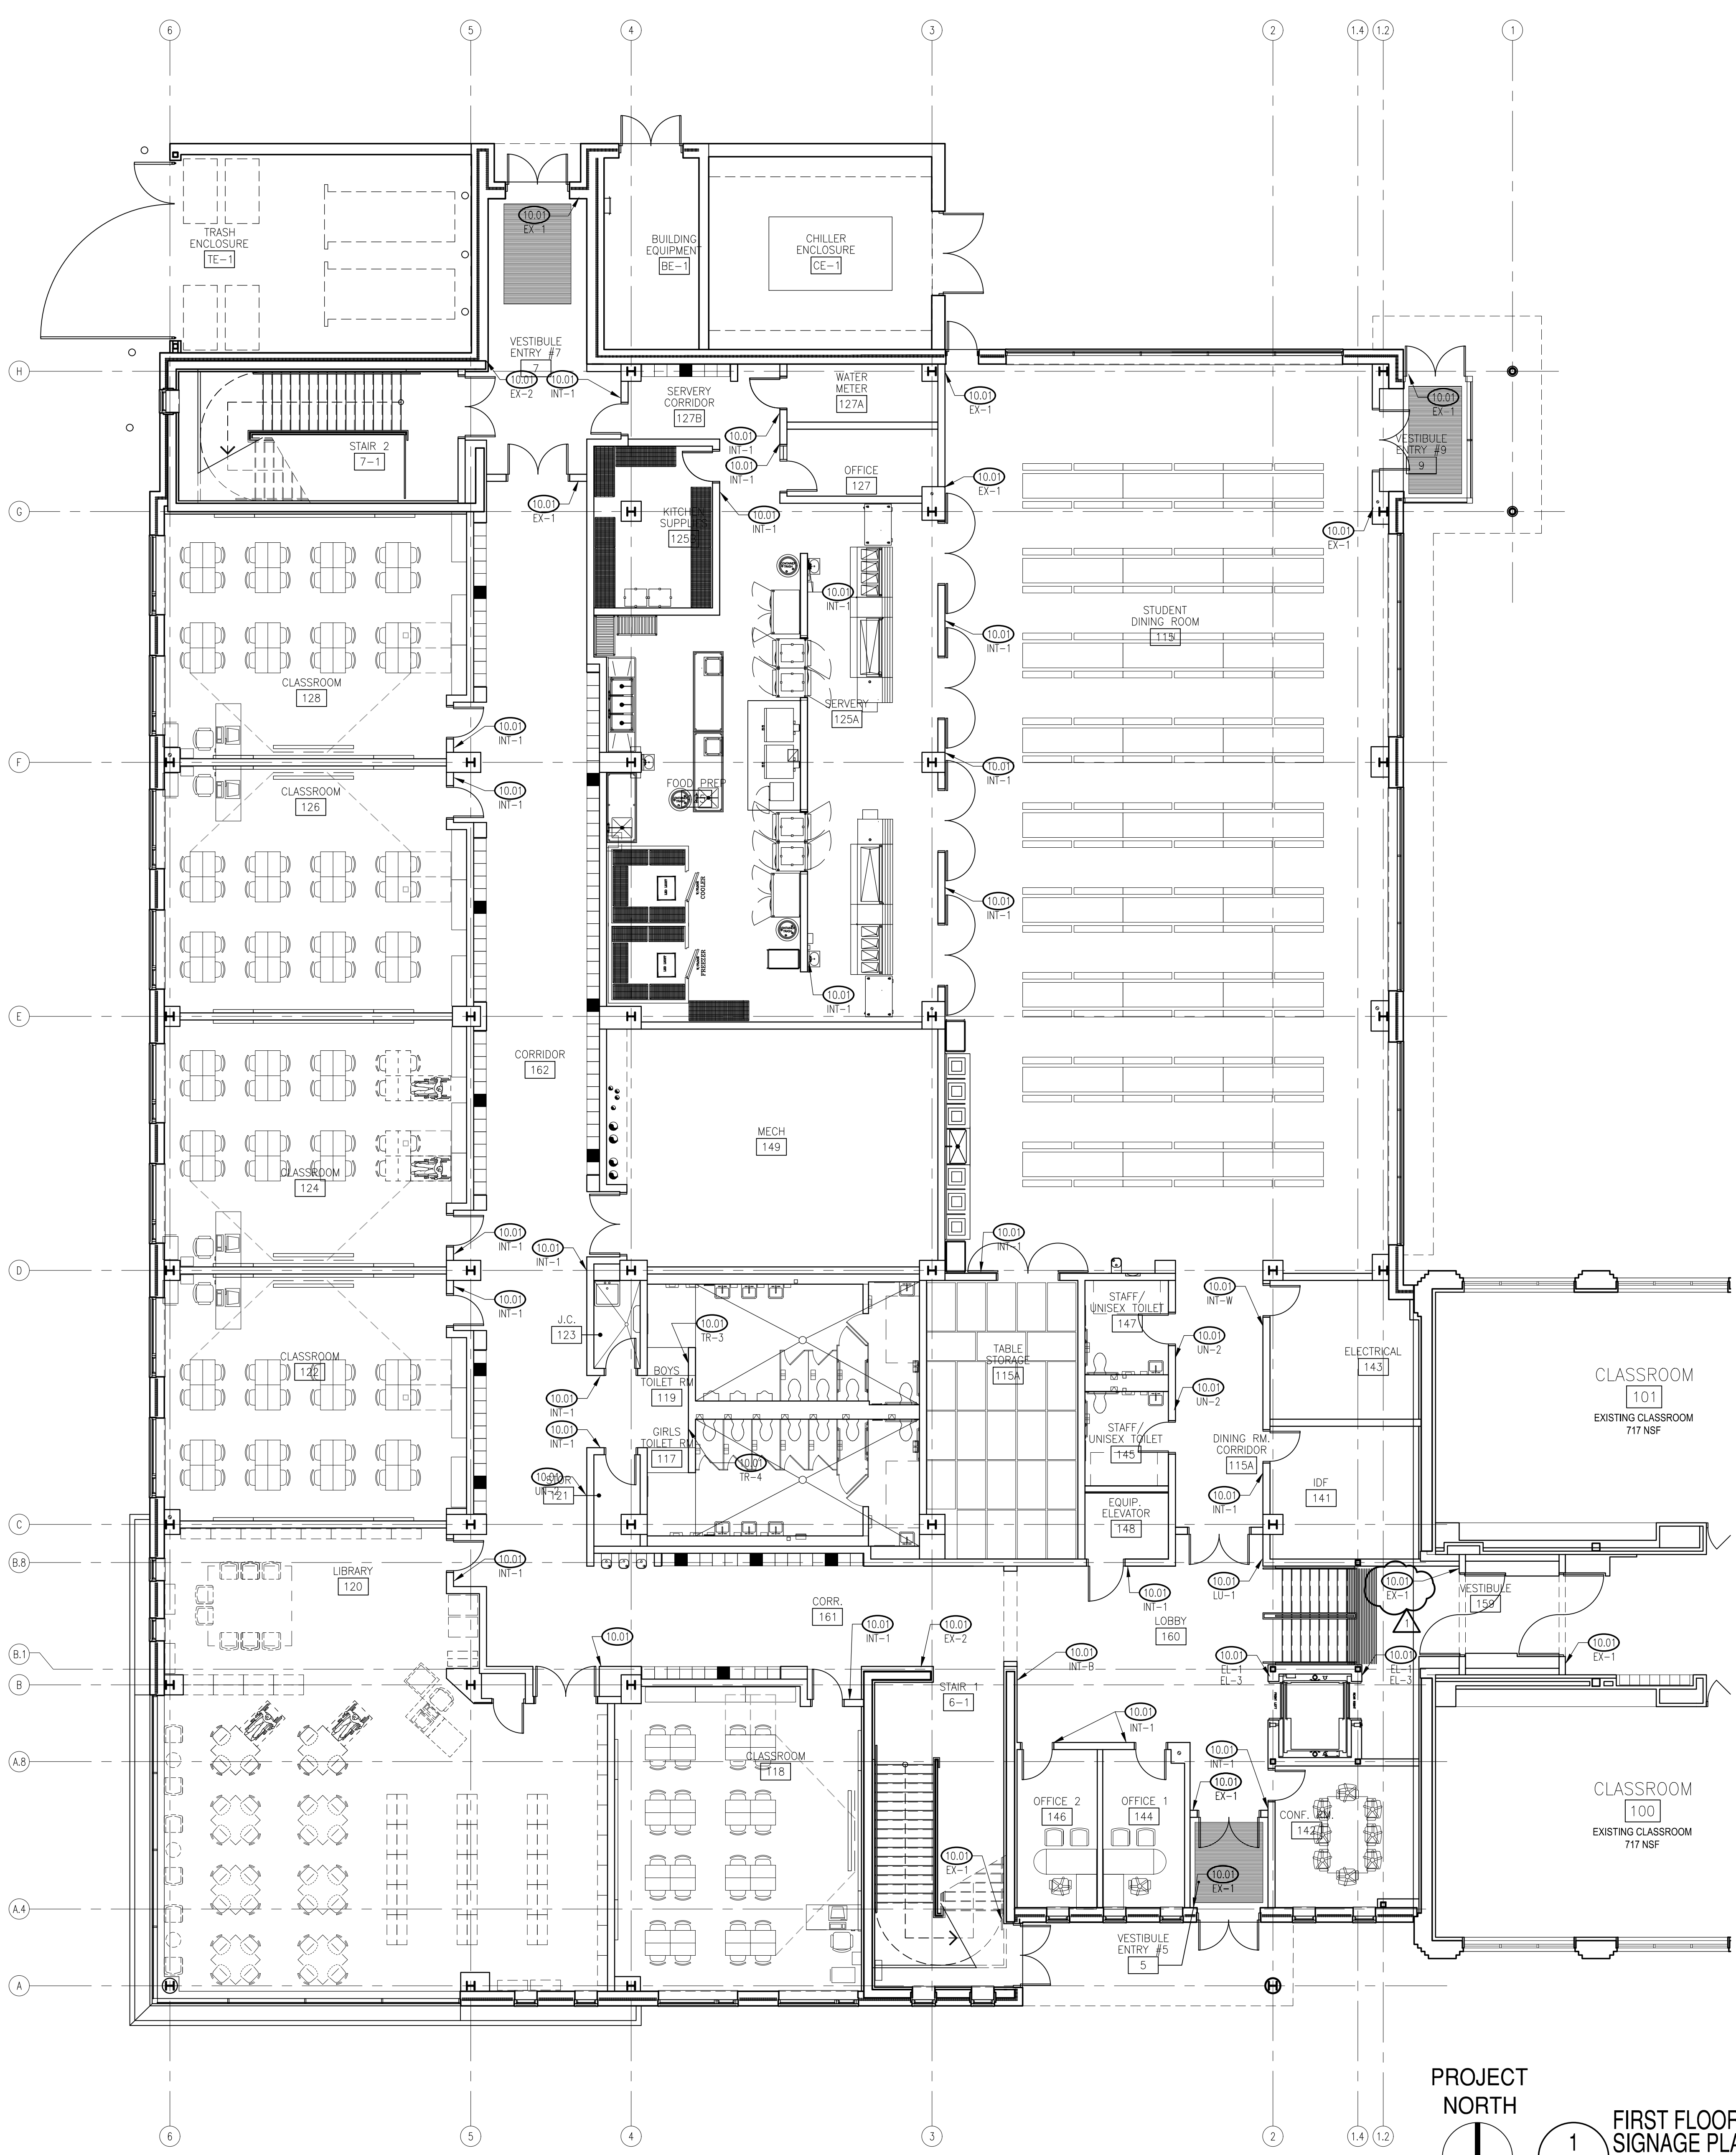 6
5
4
3
2
1.4
1.2
1
TRASH
ENCLOSURE
TE-1
10.01
EX-1
BUILDING
EQUIPMENT
BE-1
CHILLER
ENCLOSURE
CE-1
VESTIBULE
ENTRY #7
7
H
10.01
EX-2
10.01
INT-1
SERVERY
CORRIDOR
127B
WATER
METER
127A
10.01
EX-1
10.01
EX-1
VESTIBULE
ENTRY #9
9
STAIR 2
7-1
10.01
INT-1
10.01
INT-1
OFFICE
127
10.01
EX-1
10.01
EX-1
G
KITCHEN
SUPPLIES
10.01
INT-1
10.01
EX-1
10.01
INT-1
STUDENT
DINING ROOM
115
10.01
INT-1
CLASSROOM
128
SERVERY
125A
10.01
INT-1
F
10.01
INT-1
CLASSROOM
126
10.01
INT-1
FOOD PREP
COOLER
10.01
INT-1
FREEZER
10.01
INT-1
E
CORRIDOR
162
MECH
149
CLASSROOM
124
10.01
INT-1
10.01
INT-1
10.01
INT-1
D
10.01
INT-1
J.C.
123
10.01
TR-3
STAFF/
UNISEX TOILET
147
10.01
INT-W
10.01
UN-2
TABLE
STORAGE
115A
ELECTRICAL
143
CLASSROOM
122
BOYS
TOILET RM
119
10.01
UN-2
CLASSROOM
101
EXISTING CLASSROOM
717 NSF
10.01
INT-1
10.01
INT-1
GIRLS
TOILET RM
117
10.01
TR-4
STAFF/
UNISEX TOILET
145
DINING RM.
CORRIDOR
115A
10.01
UN-2
STOR
121
10.01
INT-1
IDF
141
EQUIP.
ELEVATOR
148
C
B.8
LIBRARY
120
10.01
INT-1
10.01
INT-1
10.01
LU-1
10.01
EX-1
VESTIBULE
159
1
CORR.
161
10.01
INT-1
10.01
EX-2
LOBBY
160
10.01
10.01
INT-B
10.01
EL-1
EL-3
10.01
EL-1
EL-3
10.01
EX-1
B.1
B
STAIR 1
6-1
10.01
INT-1
10.01
INT-1
A.8
CLASSROOM
118
10.01
EX-1
OFFICE 2
146
OFFICE 1
144
CONF. RM.
142
CLASSROOM
100
EXISTING CLASSROOM
717 NSF
10.01
EX-1
10.01
EX-1
A.4
VESTIBULE
ENTRY #5
5
A
PROJECT
NORTH
1
FIRST FLOOR
SIGNAGE
6
5
4
3
2
1.4
1.2